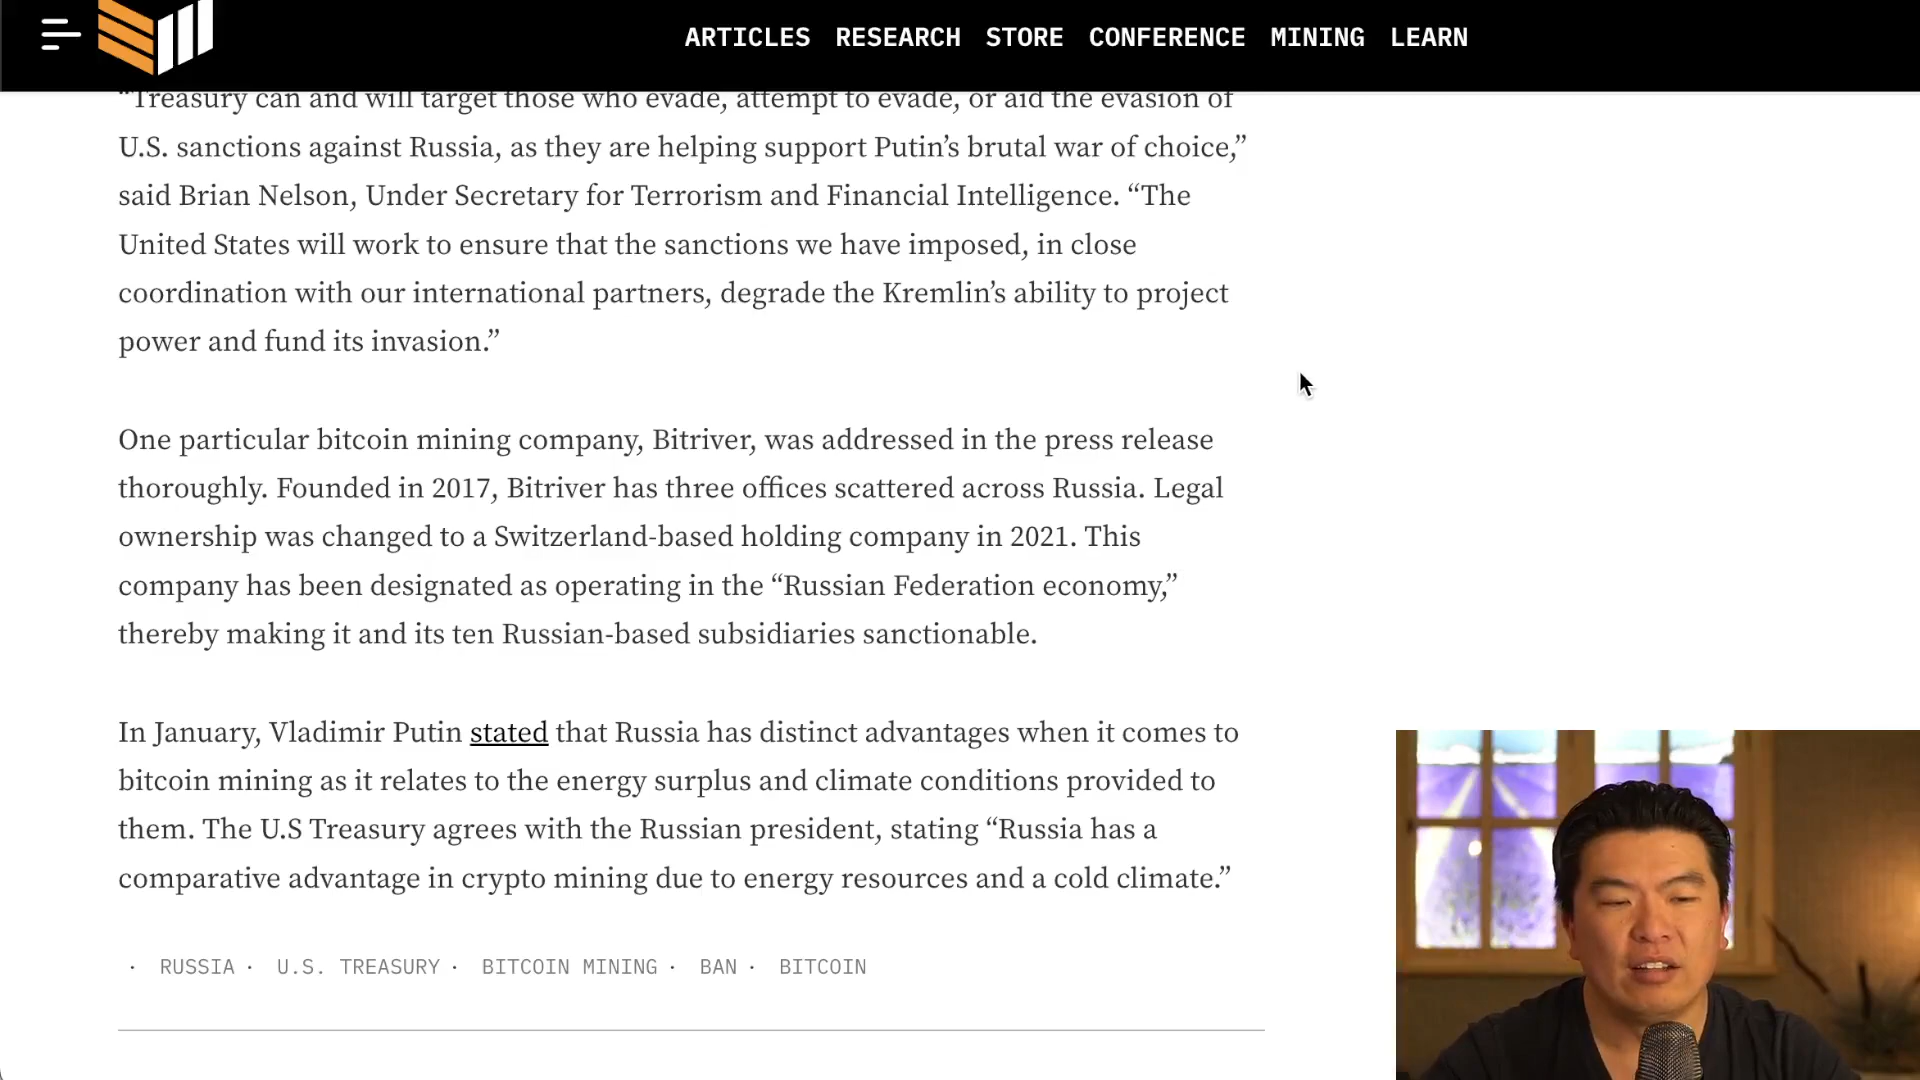 ARTICLES RESEARCH STORE CONFERENCE MINING LEARN
“Treasury can and will target those who evade, attempt to evade, or aid the evasion of
U.S. sanctions against Russia, as they are helping support Putin’s brutal war of choice,”
said Brian Nelson, Under Secretary for Terrorism and Financial Intelligence. “The
United States will work to ensure that the sanctions we have imposed, in close
coordination with our international partners, degrade the Kremlin’s ability to project
power and fund its invasion.”
One particular bitcoin mining company, Bitriver, was addressed in the press release
thoroughly. Founded in 2017, Bitriver has three offices scattered across Russia. Legal
ownership was changed to a Switzerland-based holding company in 2021. This
company has been designated as operating in the “Russian Federation economy,”
thereby making it and its ten Russian-based subsidiaries sanctionable.
In January, Vladimir Putin stated that Russia has distinct advantages when it comes to
bitcoin mining as it relates to the energy surplus and climate conditions provided to
them. The U.S Treasury agrees with the Russian president, stating “Russia has a
comparative advantage in crypto mining due to energy resources and a cold climate.”
· RUSSIA · U.S. TREASURY · BITCOIN MINING · BAN · BITCOIN